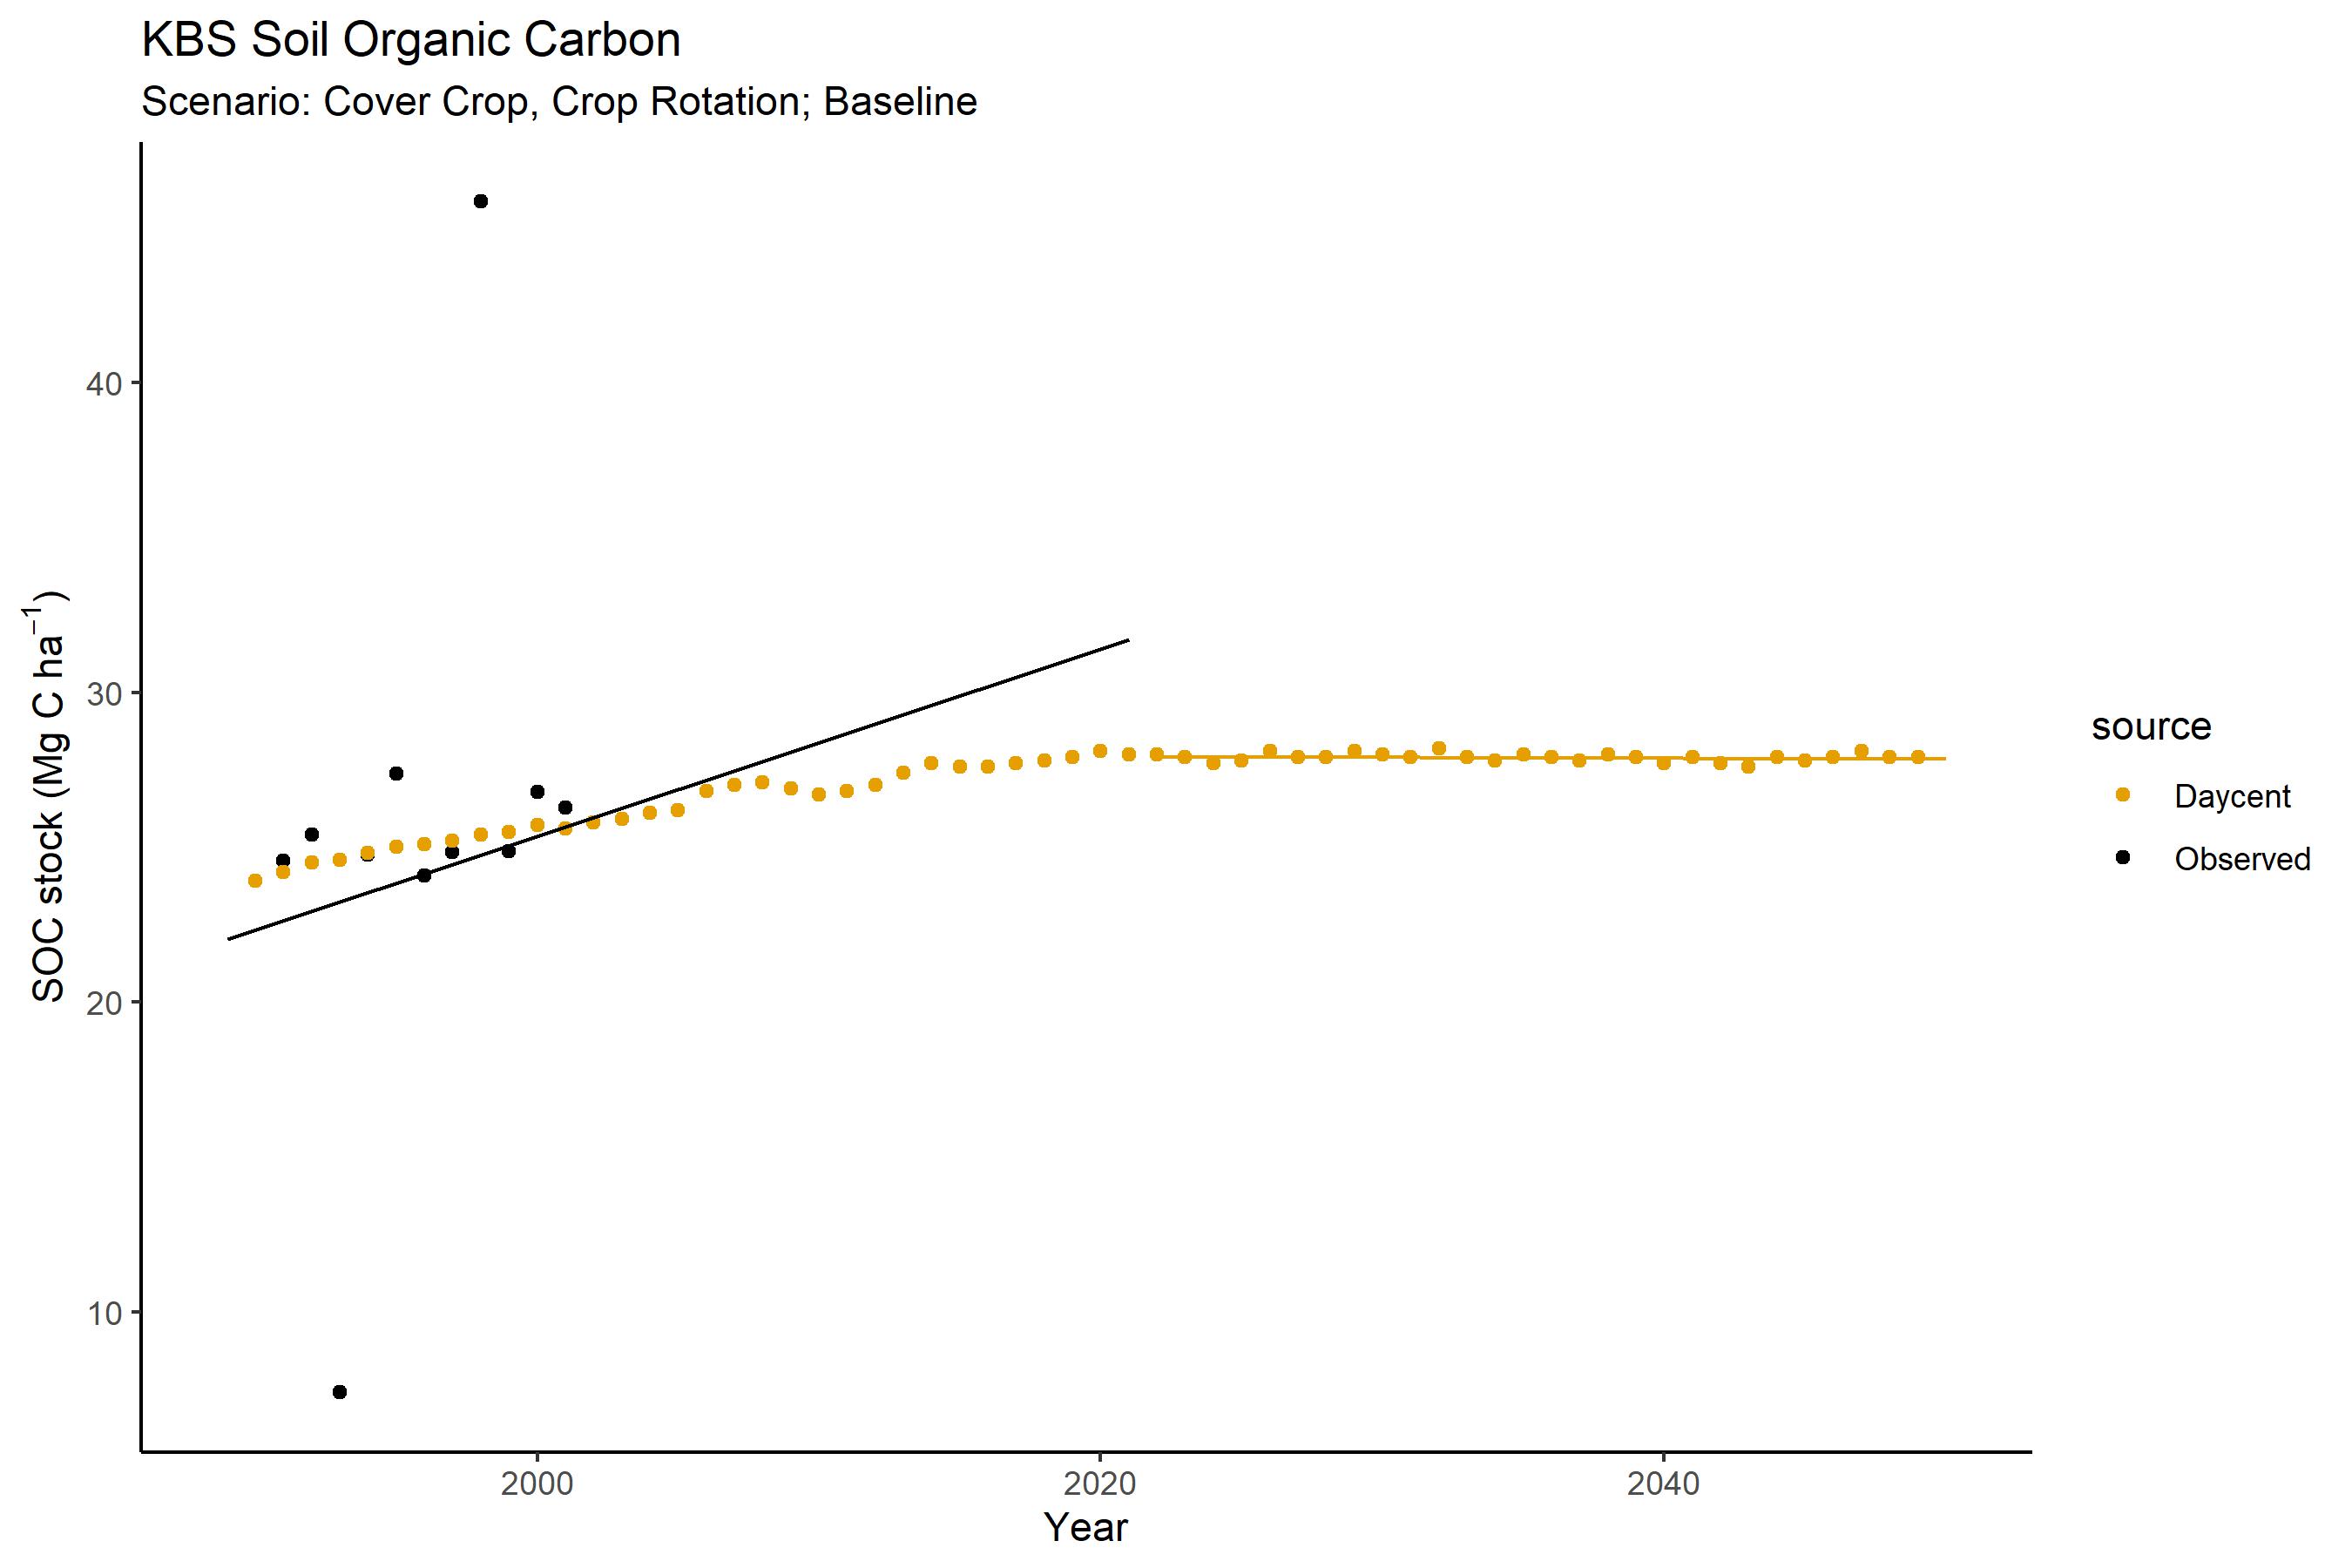 KBS Soil Organic Carbon
Scenario: Cover Crop, Crop Rotation; Baseline
SOC stock (Mg C ha⁻¹)
40
30
20
10
2000
2020
2040
Year
source
Daycent
Observed